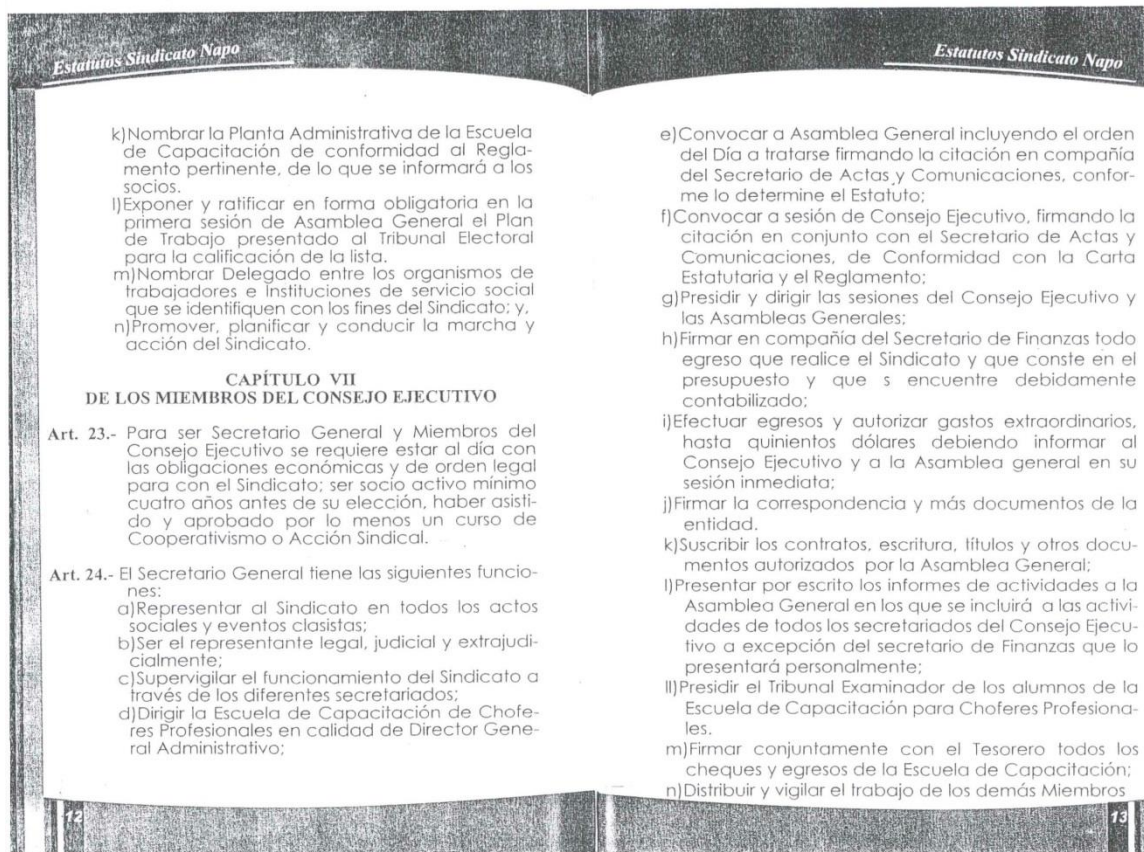 Estatutos Sindicato Napo
k)Nombrar la Planta Administrativa de la Escuela
de Capacitación de conformidad al Regla-
mento pertinente, de lo que se informará a los
socios.
l)Exponer y ratificar en forma obligatoria en la
primera sesión de Asamblea General el Plan
de Trabajo presentado al Tribunal Electoral
para la calificación de la lista.
m)Nombrar Delegado entre los organismos de
trabajadores e Instituciones de servicio social
que se identifiquen con los fines del Sindicato; y,
n)Promover, planificar y conducir la marcha y
acción del Sindicato.
CAPÍTULO VII
DE LOS MIEMBROS DEL CONSEJO EJECUTIVO
Art. 23.- Para ser Secretario General y Miembros del
Consejo Ejecutivo se requiere estar al día con
las obligaciones económicas y de orden legal
para con el Sindicato; ser socio activo mínimo
cuatro años antes de su elección, haber asisti-
do y aprobado por lo menos un curso de
Cooperativismo o Acción Sindical.
Art. 24.- El Secretario General tiene las siguientes funcio-
nes:
a)Representar al Sindicato en todos los actos
sociales y eventos clasistas;
b)Ser el representante legal, judicial y extrajudi-
cialmente;
c)Supervigilar el funcionamiento del Sindicato a
través de los diferentes secretariados;
d)Dirigir la Escuela de Capacitación de Chofe-
res Profesionales en calidad de Director Gene-
ral Administrativo;
12
Estatutos Sindicato Napo
e)Convocar a Asamblea General incluyendo el orden
del Día a tratarse firmando la citación en compañía
del Secretario de Actas y Comunicaciones, confor-
me lo determine el Estatuto;
f)Convocar a sesión de Consejo Ejecutivo, firmando la
citación en conjunto con el Secretario de Actas y
Comunicaciones, de Conformidad con la Carta
Estatutaria y el Reglamento;
g)Presidir y dirigir las sesiones del Consejo Ejecutivo y
las Asambleas Generales;
h)Firmar en compañía del Secretario de Finanzas todo
egreso que realice el Sindicato y que conste en el
presupuesto y que s encuentre debidamente
contabilizado;
i)Efectuar egresos y autorizar gastos extraordinarios,
hasta quinientos dólares debiendo informar al
Consejo Ejecutivo y a la Asamblea general en su
sesión inmediata;
j)Firmar la correspondencia y más documentos de la
entidad.
k)Suscribir los contratos, escritura, títulos y otros docu-
mentos autorizados por la Asamblea General;
l)Presentar por escrito los informes de actividades a la
Asamblea General en los que se incluirá a las activi-
dades de todos los secretariados del Consejo Ejecu-
tivo a excepción del secretario de Finanzas que lo
presentará personalmente;
ll)Presidir el Tribunal Examinador de los alumnos de la
Escuela de Capacitación para Choferes Profesiona-
les.
m)Firmar conjuntamente con el Tesorero todos los
cheques y egresos de la Escuela de Capacitación;
n)Distribuir y vigilar el trabajo de los demás Miembros
13